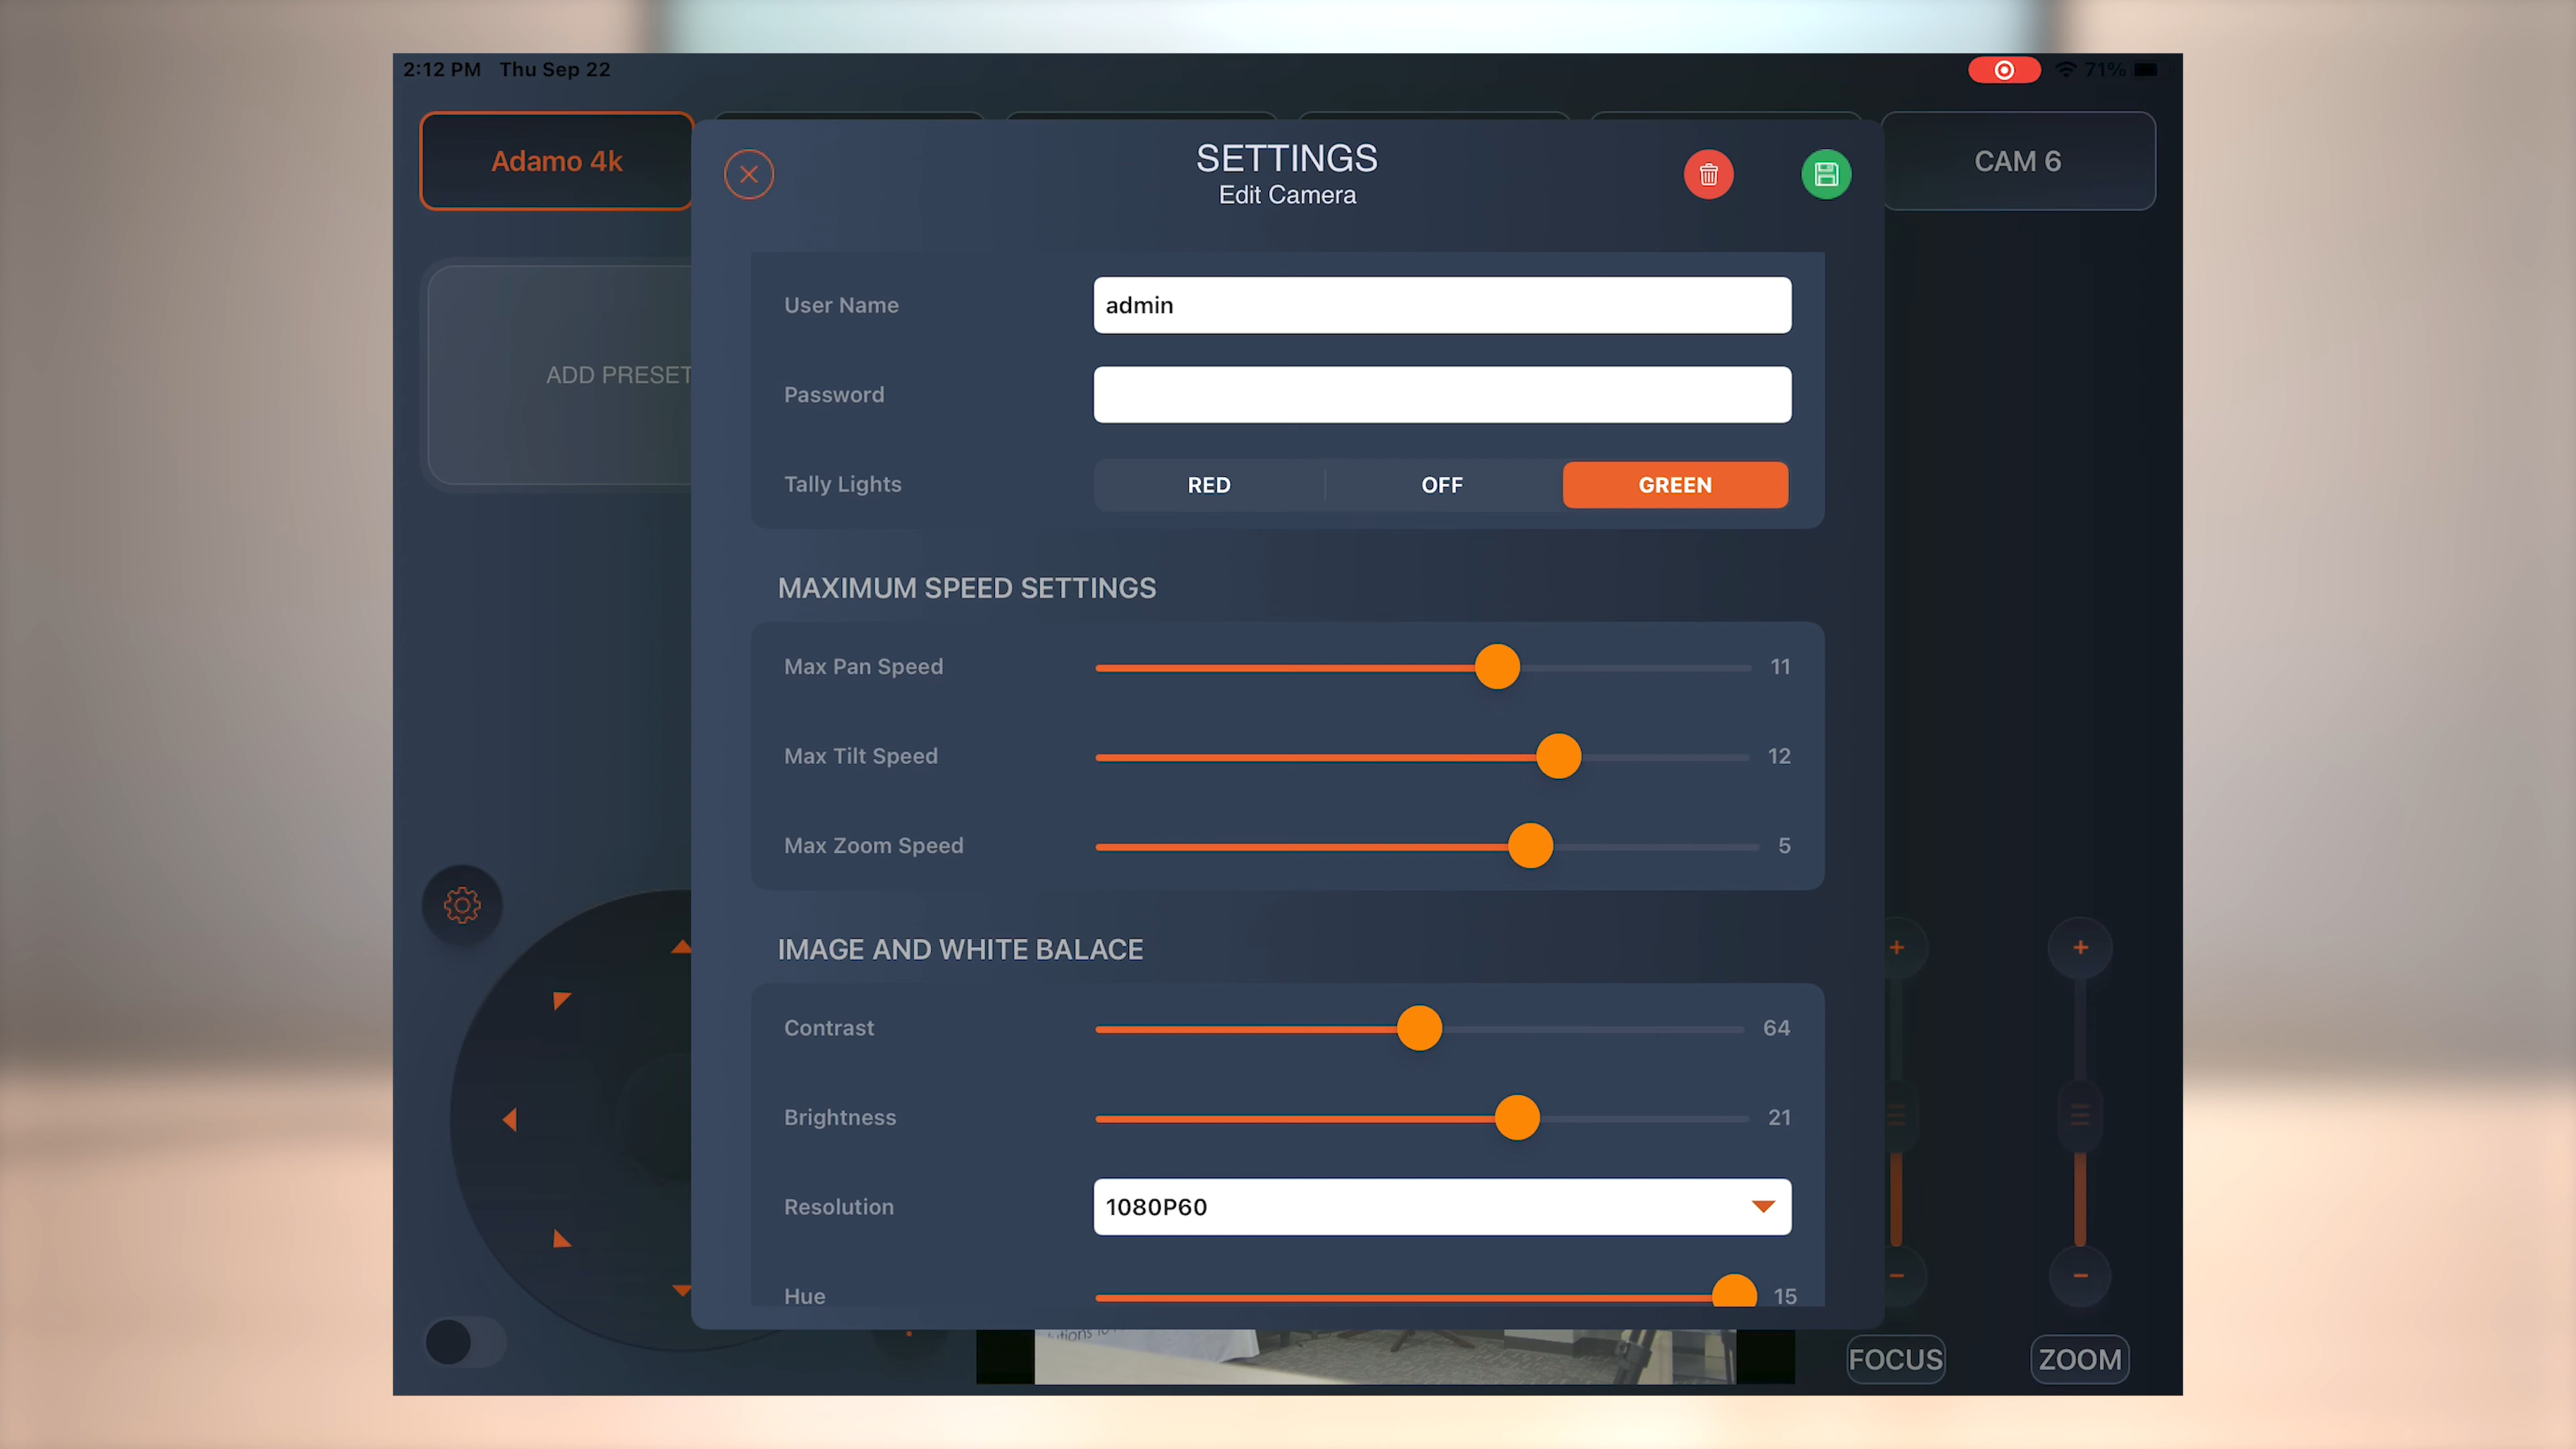 2:12 PM Thu Sep 22
71%
Adamo 4k
SETTINGS
Edit Camera
CAM 6
ADD PRESET
User Name
admin
Password
Tally Lights
RED
OFF
GREEN
MAXIMUM SPEED SETTINGS
Max Pan Speed
11
Max Tilt Speed
12
Max Zoom Speed
5
IMAGE AND WHITE BALACE
Contrast
64
Brightness
21
Resolution
1080P60
Hue
15
FOCUS
ZOOM